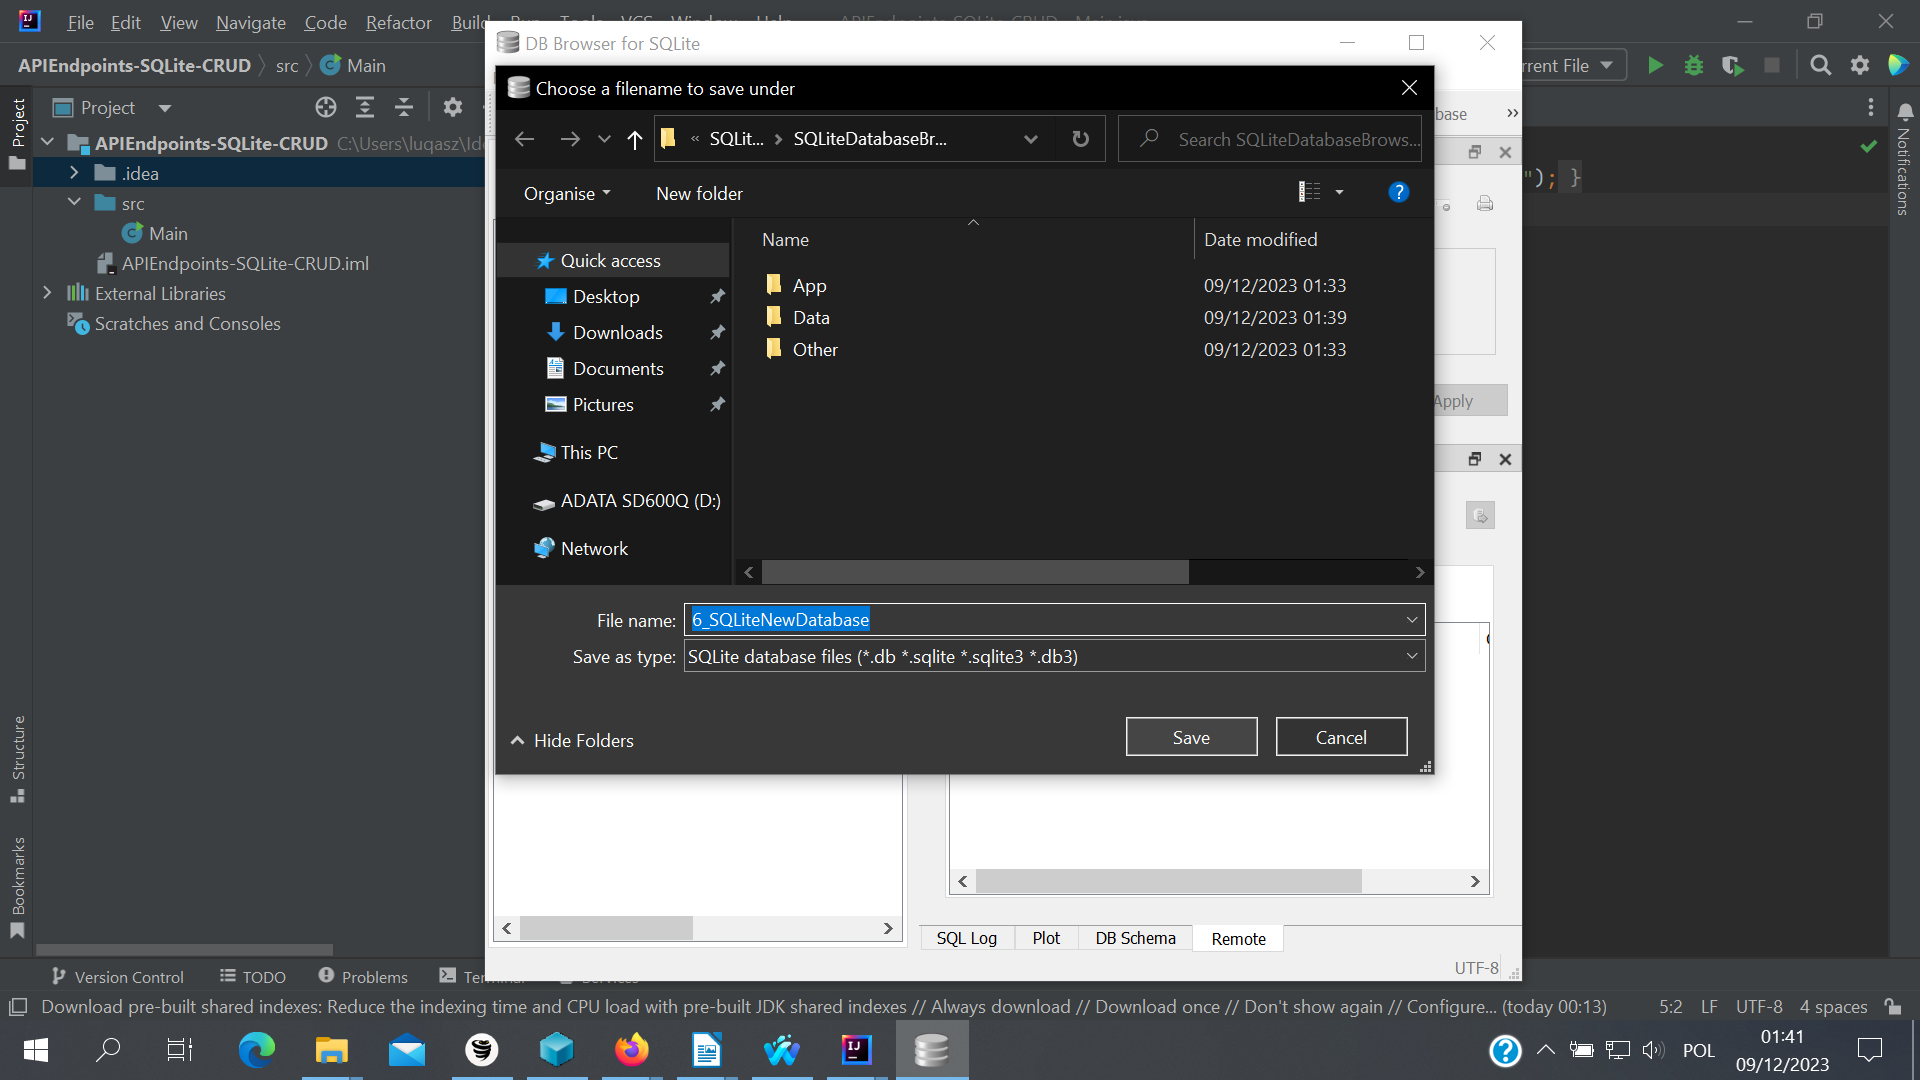 File Edit View Navigate Code Refactor Build
DB Browser for SQLite
APIEndpoints-SQLite-CRUD src Main
rrent File
Project
Choose a filename to save under
Project
« SQLit... SQLiteDatabaseBr...
Search SQLiteDatabaseBrows...
base »
APIEndpoints-SQLite-CRUD C:\Users\luqasz\Ide
.idea
src
Main
APIEndpoints-SQLite-CRUD.iml
External Libraries
Scratches and Consoles
Organise New folder
"); }
Notifications
Name Date modified
Quick access
Desktop
Downloads
Documents
Pictures
This PC
ADATA SD600Q (D:)
Network
App 09/12/2023 01:33
Data 09/12/2023 01:39
Other 09/12/2023 01:33
Apply
File name: 6_SQLiteNewDatabase
Save as type: SQLite database files (*.db *.sqlite *.sqlite3 *.db3)
Hide Folders
Save Cancel
Structure
Bookmarks
SQL Log Plot DB Schema Remote
UTF-8
Version Control TODO Problems
Download pre-built shared indexes: Reduce the indexing time and CPU load with pre-built JDK shared indexes // Always download // Download once // Don't show again // Configure... (today 00:13) 5:2 LF UTF-8 4 spaces
POL
01:41
09/12/2023